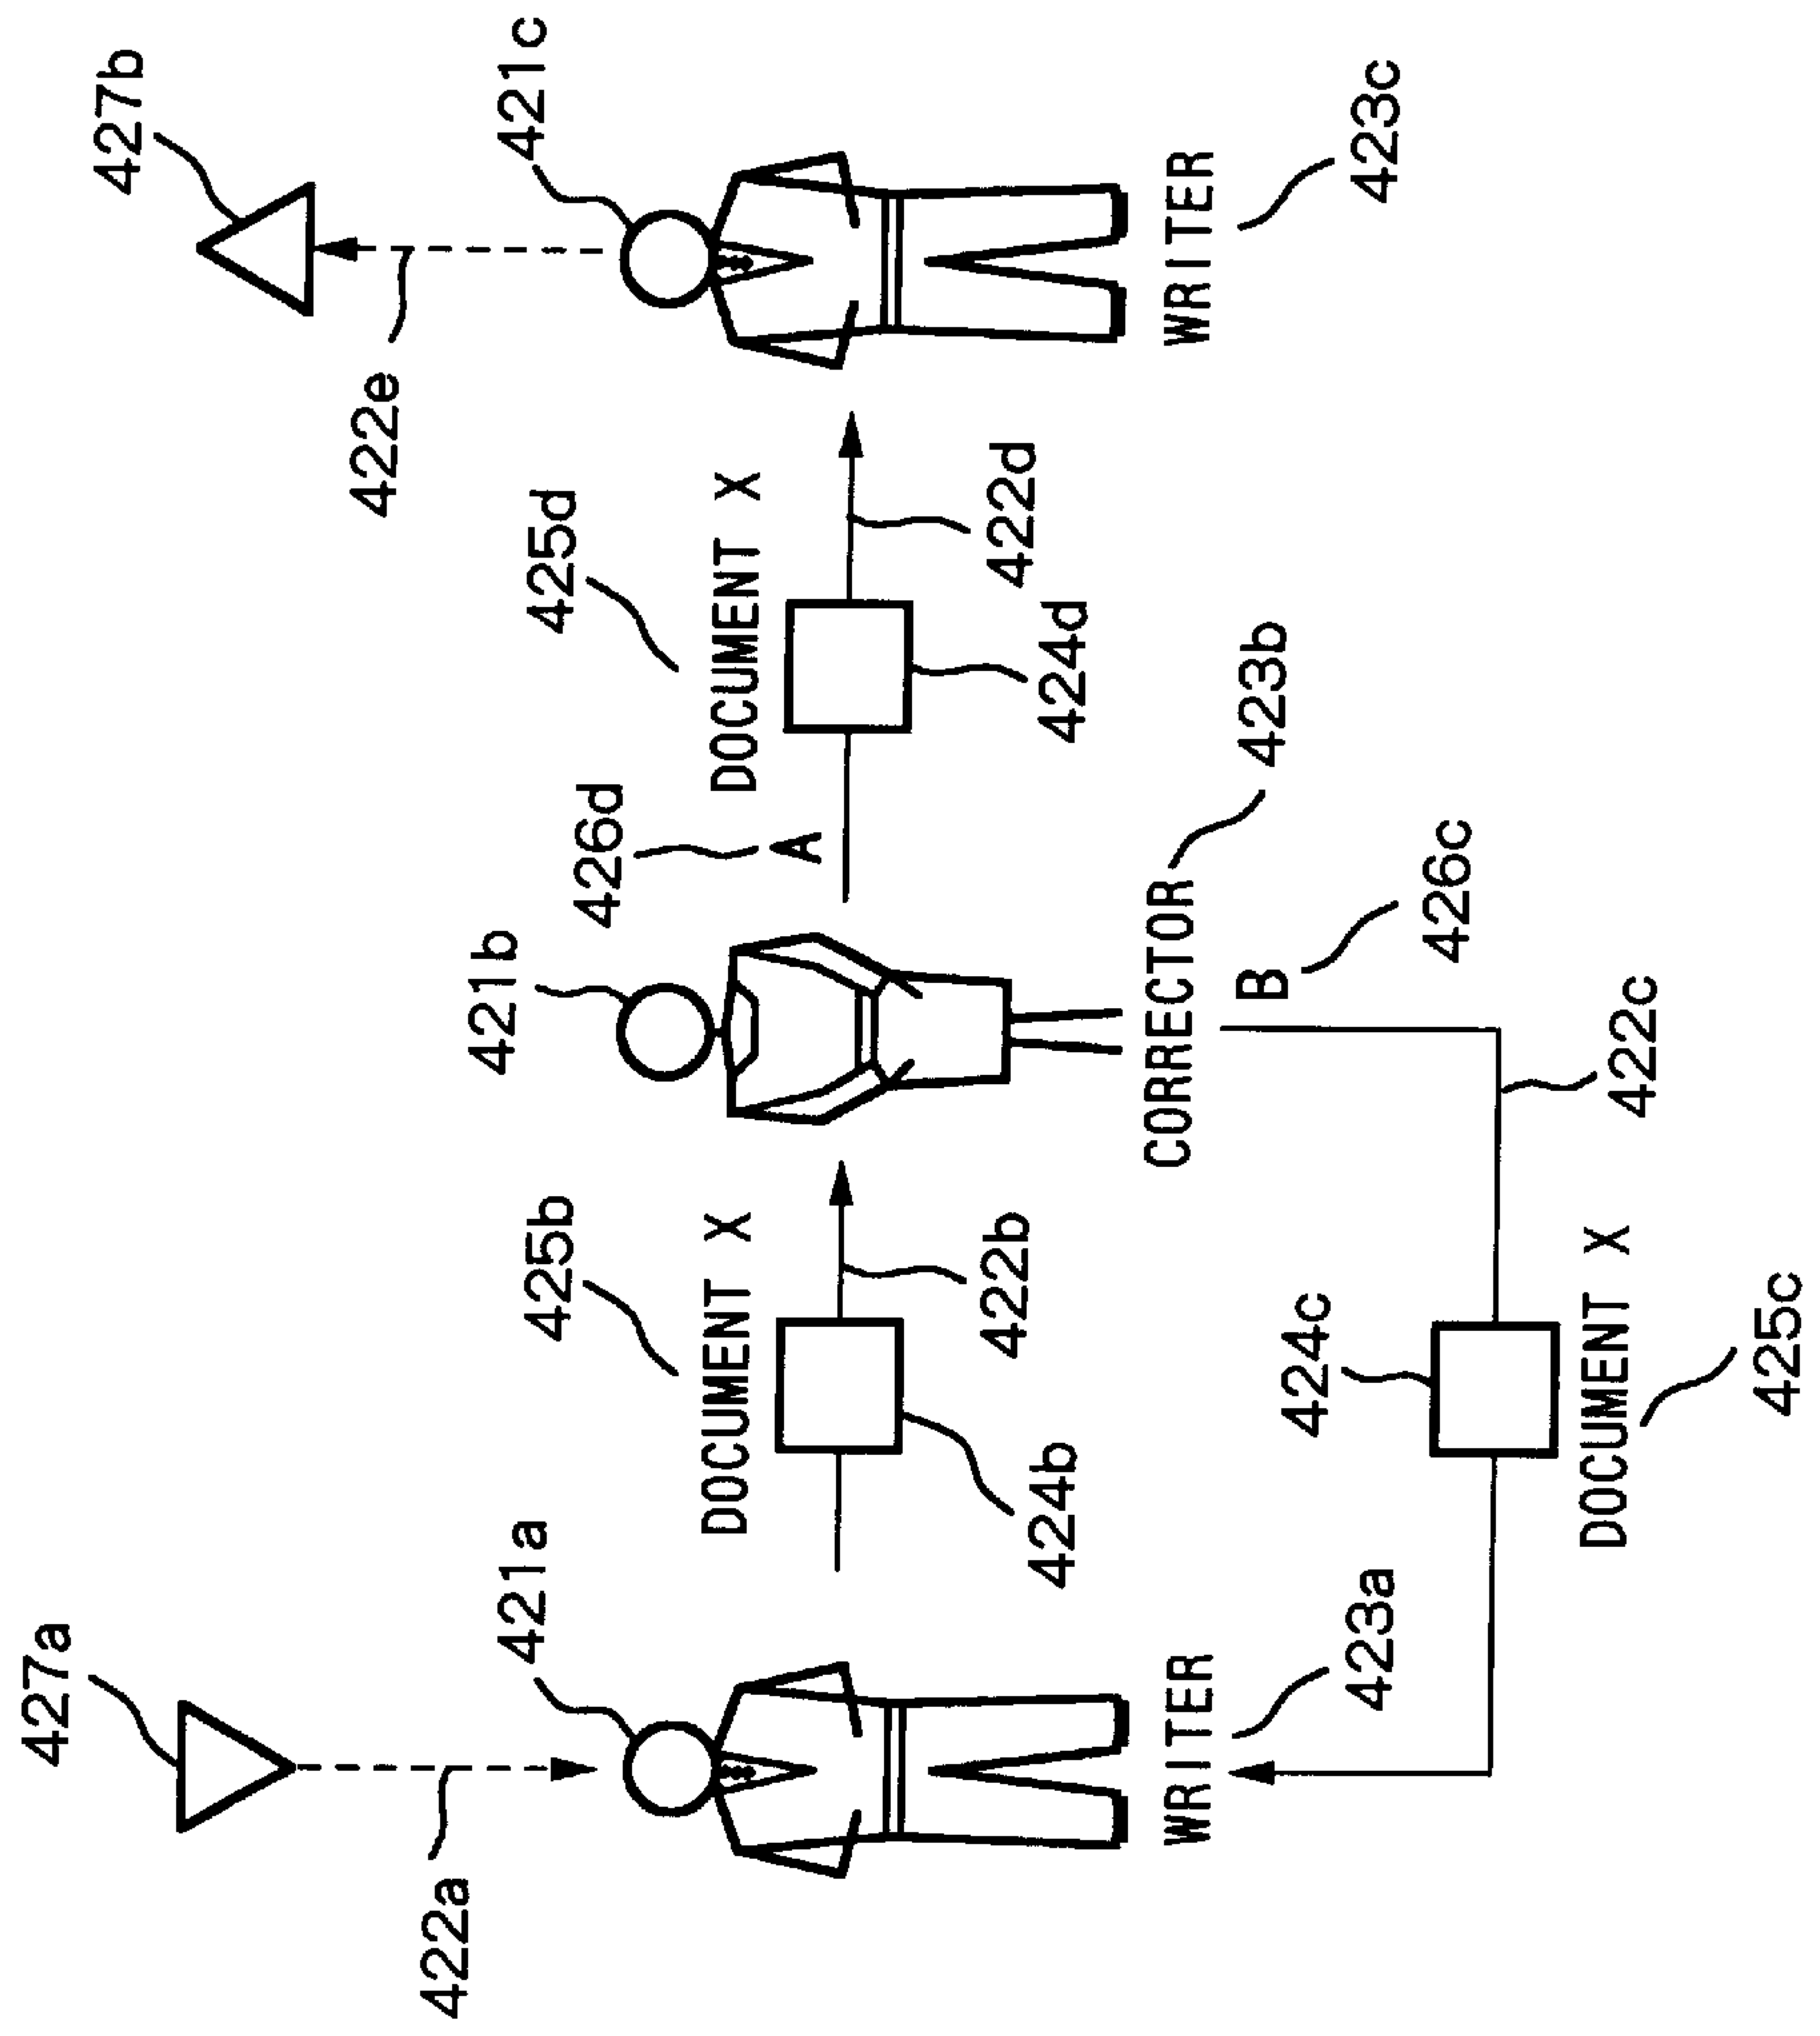 427a
427b
422e
422a
421b
421a
421c
425b
425d
426d
DOCUMENT X
DOCUMENT X
A
422b
422d
424b
424d
CORRECTOR
WRITER
WRITER
B
423b
424c
423a
423c
426c
DOCUMENT X
422c
425c